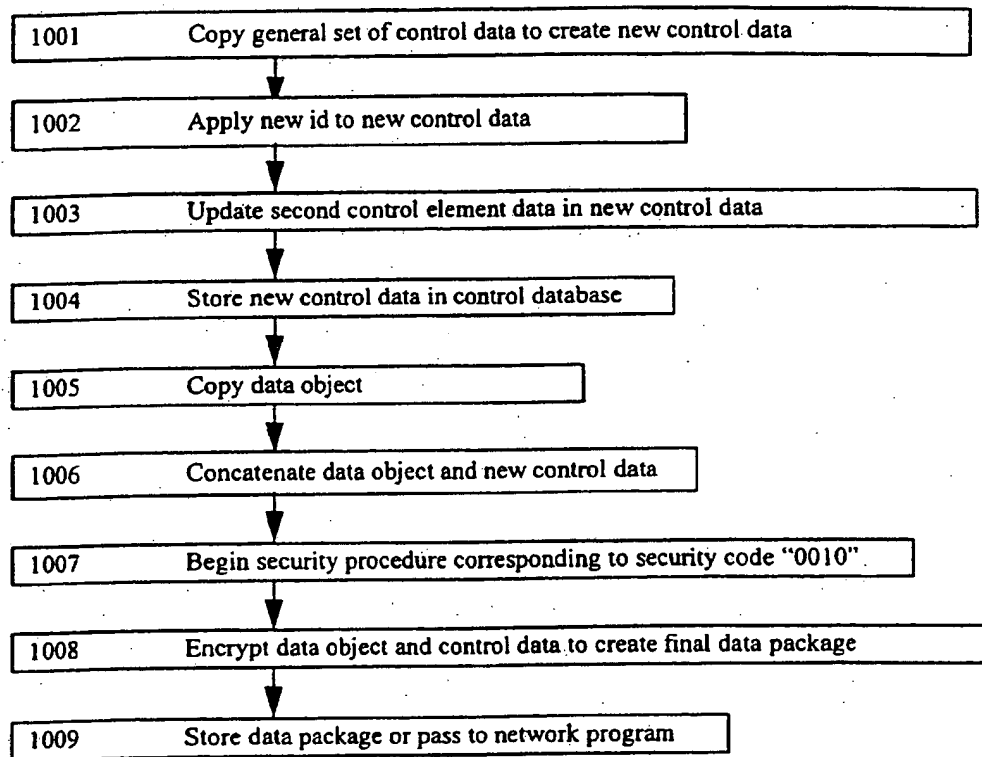 1001 Copy general set of control data to create new control data
1002 Apply new id to new control data
1003 Update second control element data in new control data
1004 Store new control data in control database
1005 Copy data object
1006 Concatenate data object and new control data
1007 Begin security procedure corresponding to security code "0010"
1008 Encrypt data object and control data to create final data package
1009 Store data package or pass to network program